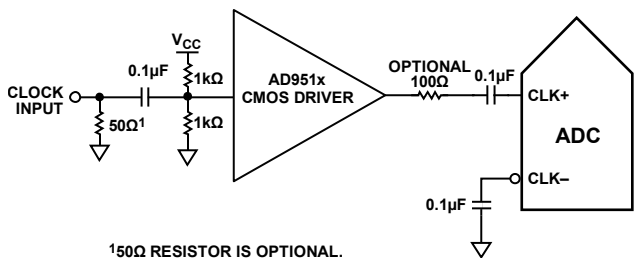 VCC
0.1µF
1kΩ
CLOCK
INPUT
50Ω1
1kΩ
AD951x
CMOS DRIVER
OPTIONAL
100Ω
0.1µF
CLK+
ADC
CLK–
0.1µF
150Ω RESISTOR IS OPTIONAL.